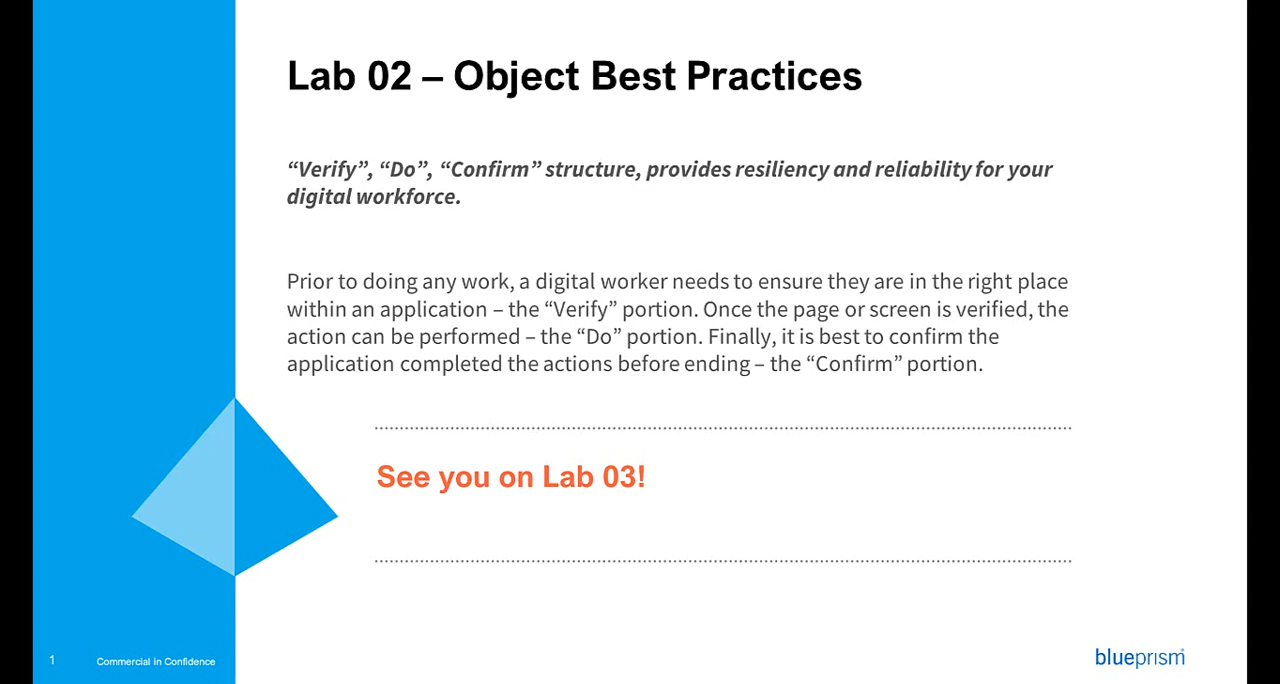 Lab 02 – Object Best Practices
“Verify”, “Do”, “Confirm” structure, provides resiliency and reliability for your
digital workforce.
Prior to doing any work, a digital worker needs to ensure they are in the right place
within an application – the “Verify” portion. Once the page or screen is verified, the
action can be performed – the “Do” portion. Finally, it is best to confirm the
application completed the actions before ending – the “Confirm” portion.
See you on Lab 03!
1 Commercial in Confidence
blueprism